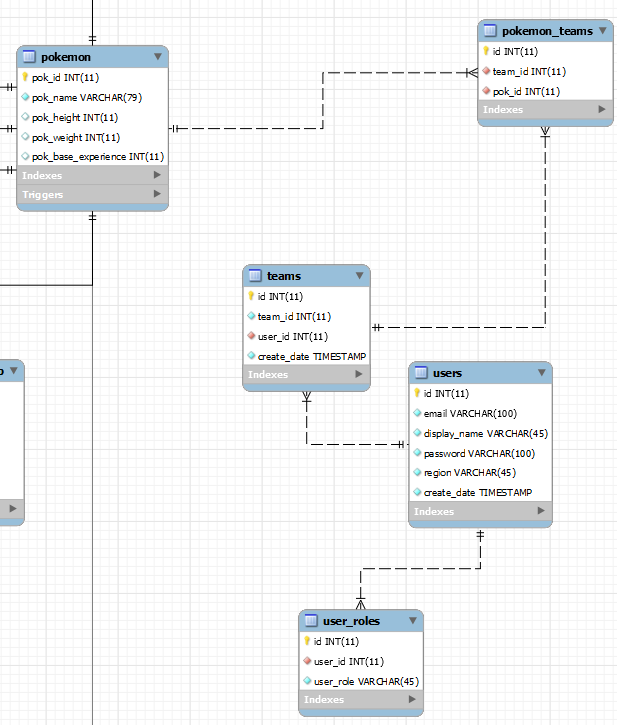 pokemon
pok_id INT(11)
pok_name VARCHAR(79)
pok_height INT(11)
pok_weight INT(11)
pok_base_experience INT(11)
Indexes
Triggers
pokemon_teams
id INT(11)
team_id INT(11)
pok_id INT(11)
Indexes
teams
id INT(11)
team_id INT(11)
user_id INT(11)
create_date TIMESTAMP
Indexes
users
id INT(11)
email VARCHAR(100)
display_name VARCHAR(45)
password VARCHAR(100)
region VARCHAR(45)
create_date TIMESTAMP
Indexes
user_roles
id INT(11)
user_id INT(11)
user_role VARCHAR(45)
Indexes